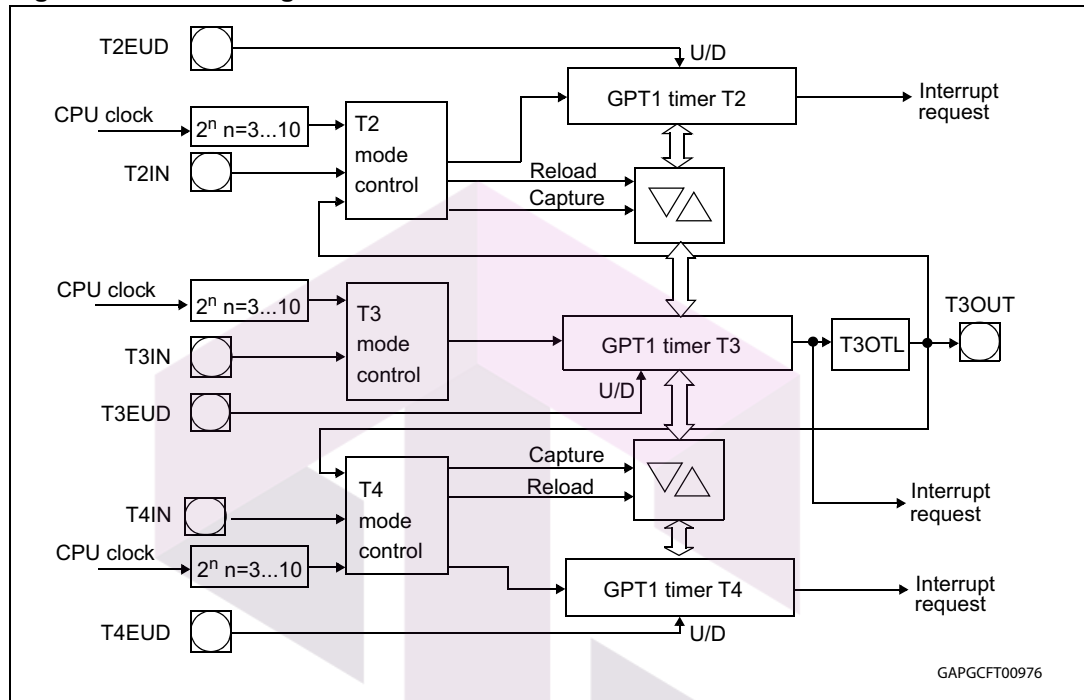 T2EUD
U/D
GPT1 timer T2
Interrupt
request
CPU clock
2ⁿ n=3...10
T2
mode
control
T2IN
Reload
Capture
CPU clock
2ⁿ n=3...10
T3
mode
control
T3IN
GPT1 timer T3
T3OTL
T3OUT
U/D
T3EUD
Capture
Reload
T4
mode
control
T4IN
Interrupt
request
CPU clock
2ⁿ n=3...10
GPT1 timer T4
Interrupt
request
T4EUD
U/D
GAPGCFT00976